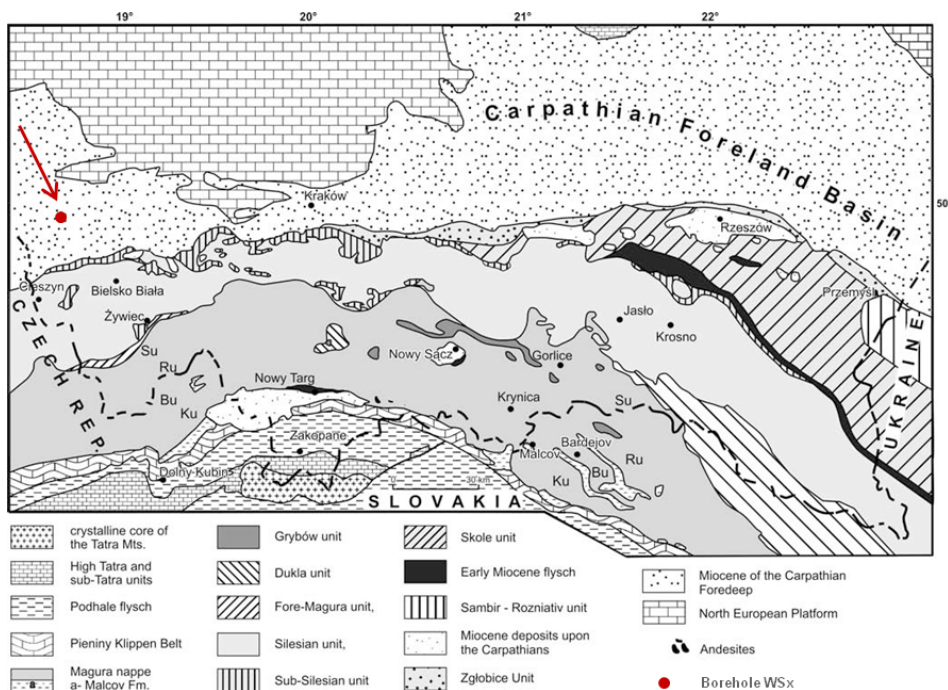 19°
20°
21°
22°
Carpathian Foreland Basin
50
Kraków
Rzeszów
Przemyśl
Cieszyn
Bielsko Biała
Żywiec
CZECH REP
Jasło
Krosno
UKRAINE
Su
Ru
Bu
Ku
Nowy Sącz
Gorlice
Nowy Targ
Krynica
Su
Zakopane
Malcov
Bardejov
Ru
Bu
Ku
Dolny Kubin
0 30 km
SLOVAKIA
crystalline core of
the Tatra Mts.
High Tatra and
sub-Tatra units
Podhale flysch
Pieniny Klippen Belt
Magura nappe
a- Malcov Fm.
a
Grybów unit
Dukla unit
Fore-Magura unit,
Silesian unit,
Sub-Silesian unit
Skole unit
Early Miocene flysch
Sambir - Rozniativ unit
Miocene deposits upon
the Carpathians
Zgłobice Unit
Miocene of the Carpathian
Foredeep
North European Platform
Andesites
Borehole WSx